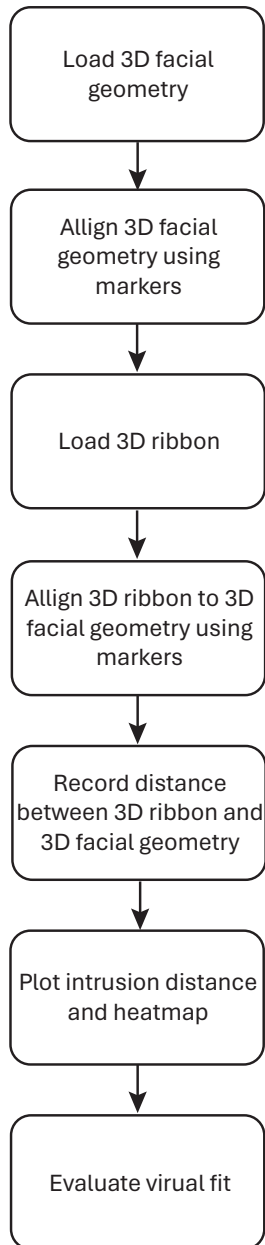 Load 3D facial
geometry
Allign 3D facial
geometry using
markers
Load 3D ribbon
Allign 3D ribbon to 3D
facial geometry using
markers
Record distance
between 3D ribbon and
3D facial geometry
Plot intrusion distance
and heatmap
Evaluate virual fit